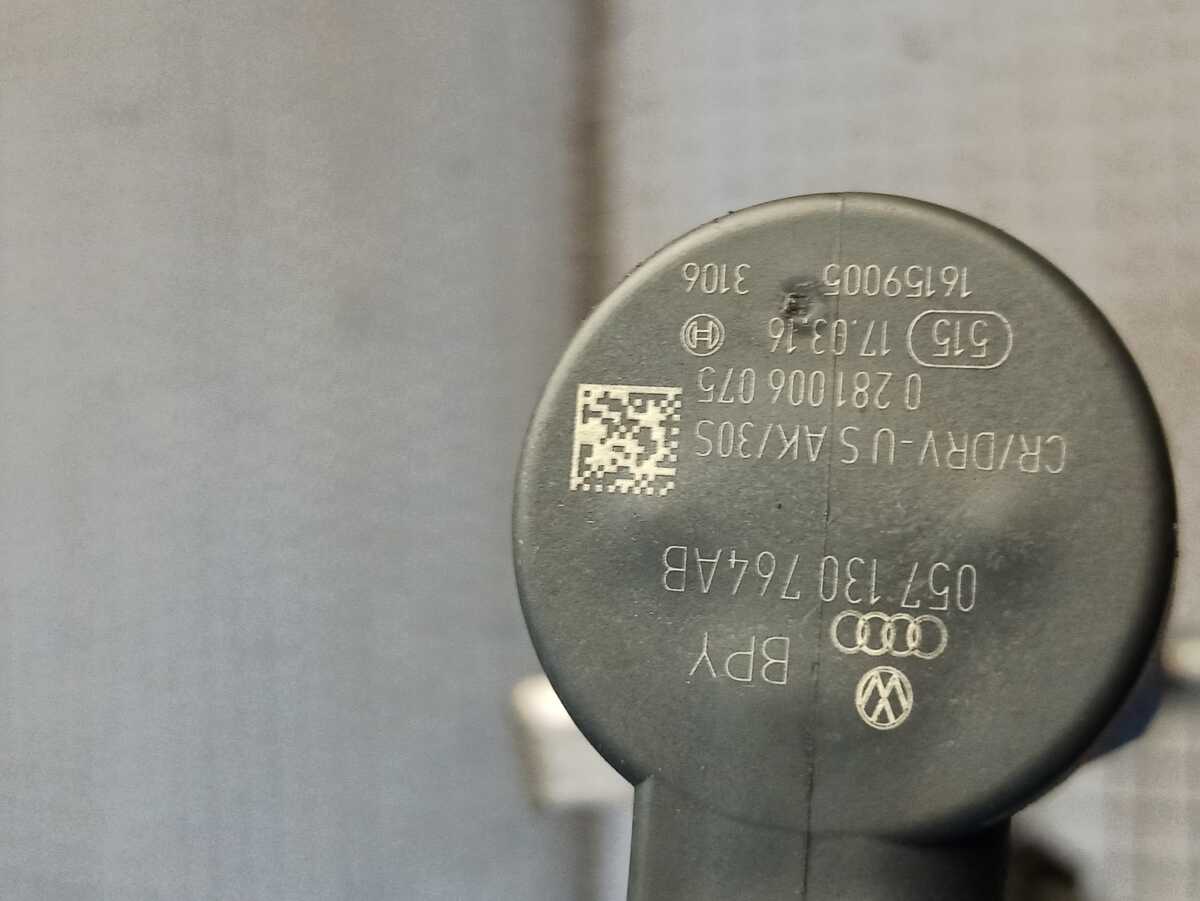 BPY
057 130 764AB
CR/DRV-U S AK/30S
0 281 006 075
515 17.03.16
16159005 3106